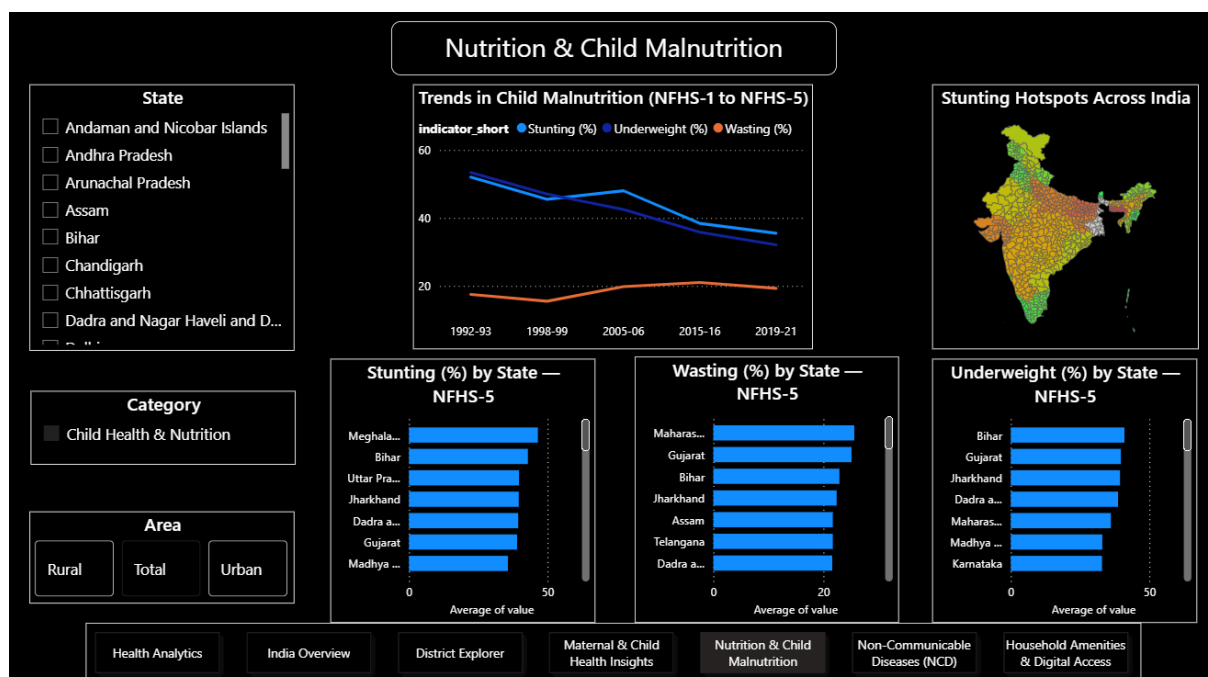 Nutrition & Child Malnutrition
State
Andaman and Nicobar Islands
Andhra Pradesh
Arunachal Pradesh
Assam
Bihar
Chandigarh
Chhattisgarh
Dadra and Nagar Haveli and D...
Category
Child Health & Nutrition
Area
Rural
Total
Urban
Trends in Child Malnutrition (NFHS-1 to NFHS-5)
indicator_short Stunting (%) Underweight (%) Wasting (%)
60
40
20
1992-93 1998-99 2005-06 2015-16 2019-21
Stunting Hotspots Across India
Stunting (%) by State —
NFHS-5
Meghala...
Bihar
Uttar Pra...
Jharkhand
Dadra a...
Gujarat
Madhya ...
0 50
Average of value
Wasting (%) by State —
NFHS-5
Maharas...
Gujarat
Bihar
Jharkhand
Assam
Telangana
Dadra a...
0 20
Average of value
Underweight (%) by State —
NFHS-5
Bihar
Gujarat
Jharkhand
Dadra a...
Maharas...
Madhya ...
Karnataka
0 50
Average of value
Health Analytics
India Overview
District Explorer
Maternal & Child
Health Insights
Nutrition & Child
Malnutrition
Non-Communicable
Diseases (NCD)
Household Amenities
& Digital Access